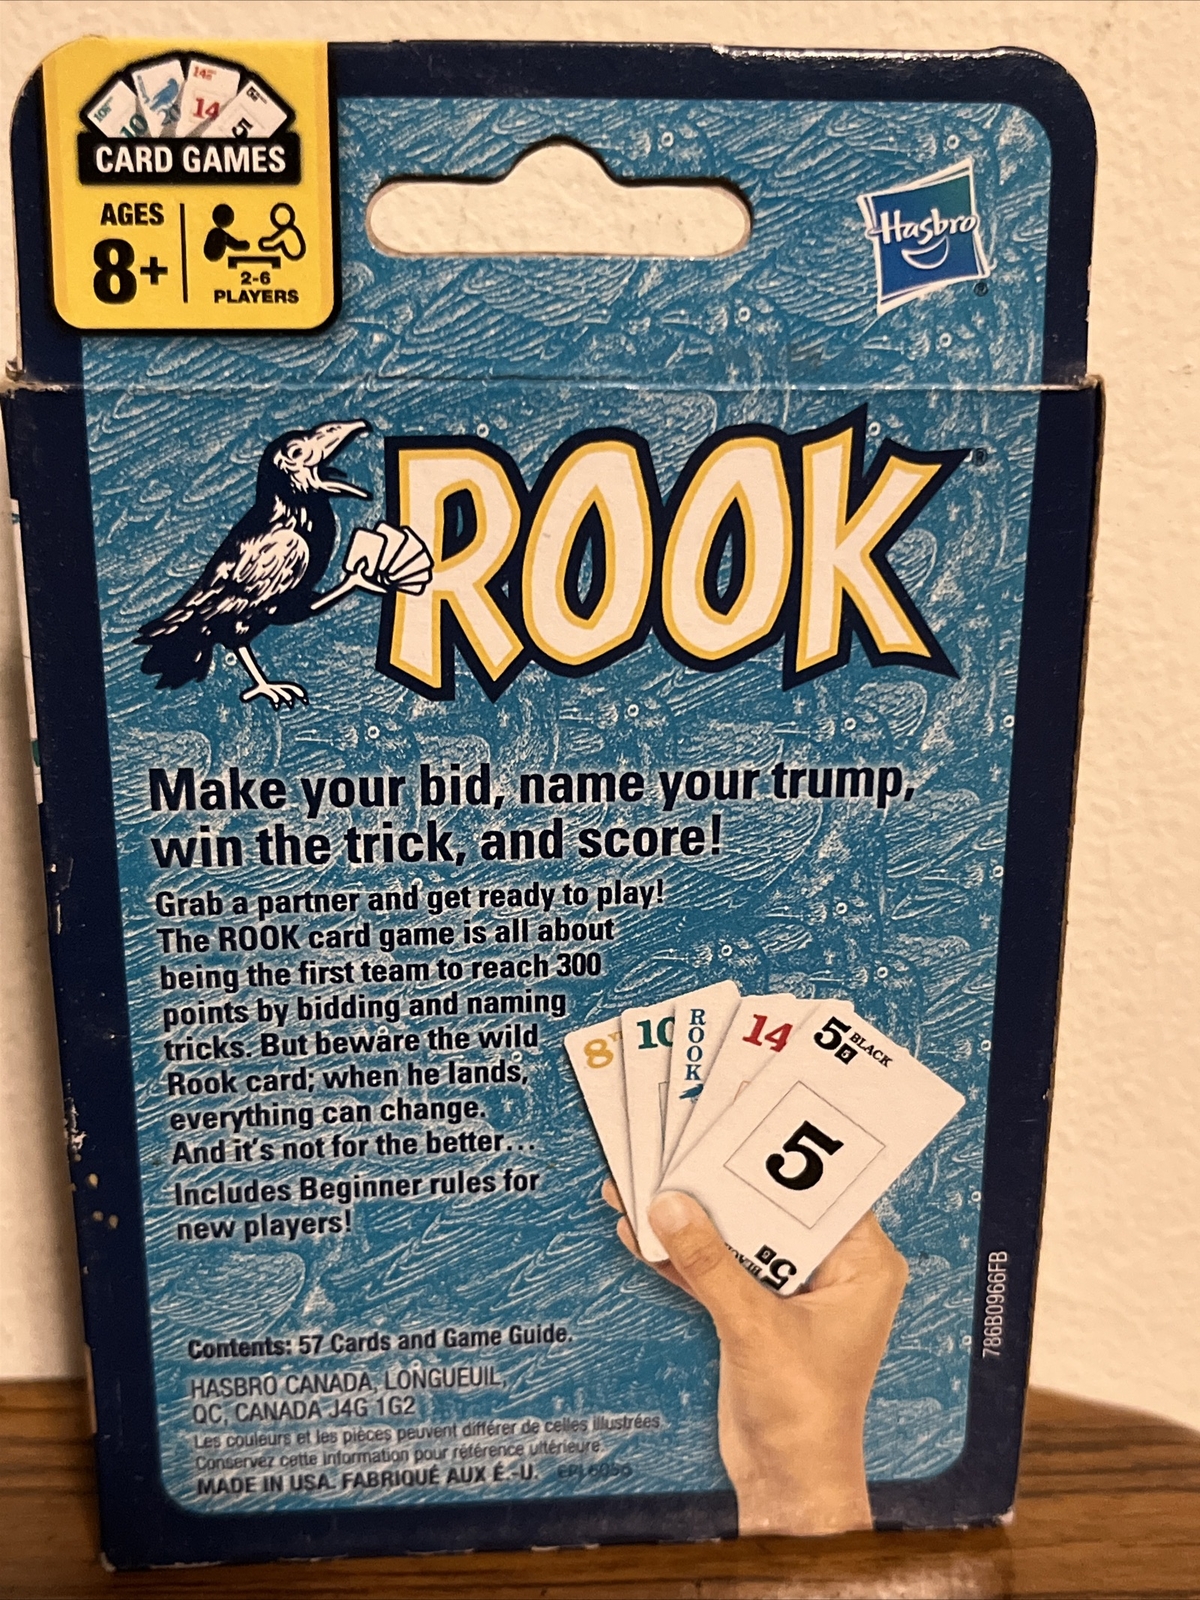 CARD GAMES
AGES
8+
2-6
PLAYERS
Hasbro
®
ROOK®
Make your bid, name your trump,
win the trick, and score!
Grab a partner and get ready to play!
The ROOK card game is all about
being the first team to reach 300
points by bidding and naming
tricks. But beware the wild
Rook card; when he lands,
everything can change.
And it's not for the better...
Includes Beginner rules for
new players!
8
10
ROOK
14
5 BLACK
5
5
Contents: 57 Cards and Game Guide.
HASBRO CANADA, LONGUEUIL,
QC, CANADA J4G 1G2
Les couleurs et les pièces peuvent différer de celles illustrées.
Conservez cette information pour référence ultérieure.
MADE IN USA. FABRIQUÉ AUX É.-U.
786B0966FB